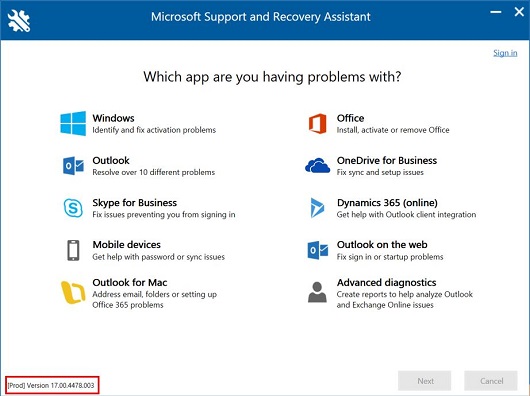 Microsoft Support and Recovery Assistant
Sign in
Which app are you having problems with?
Windows
Identify and fix activation problems
Office
Install, activate or remove Office
Outlook
Resolve over 10 different problems
OneDrive for Business
Fix sync and setup issues
Skype for Business
Fix issues preventing you from signing in
Dynamics 365 (online)
Get help with Outlook client integration
Mobile devices
Get help with password or sync issues
Outlook on the web
Fix sign in or startup problems
Outlook for Mac
Address email, folders or setting up
Office 365 problems
Advanced diagnostics
Create reports to help analyze Outlook
and Exchange Online issues
[Prod] Version 17.00.4478.003
Next
Cancel